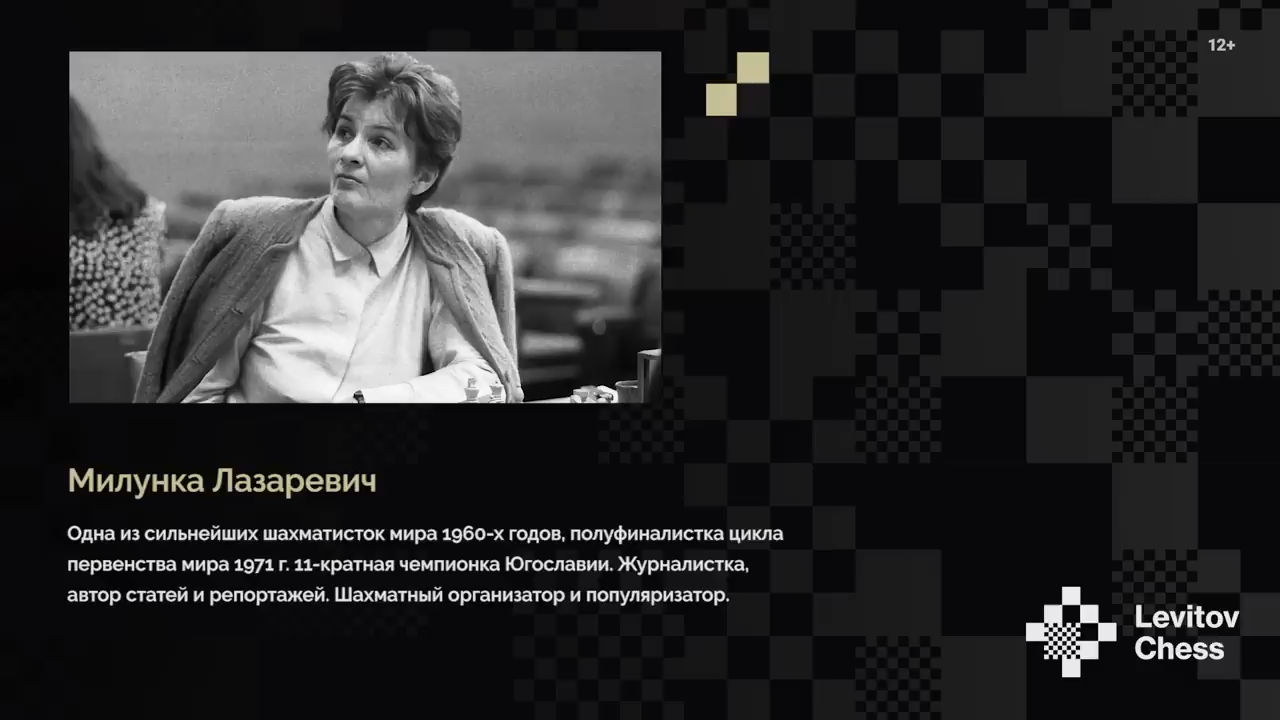 12+
Милунка Лазаревич
Одна из сильнейших шахматисток мира 1960-х годов, полуфиналистка цикла
первенства мира 1971 г. 11-кратная чемпионка Югославии. Журналистка,
автор статей и репортажей. Шахматный организатор и популяризатор.
Levitov
Chess